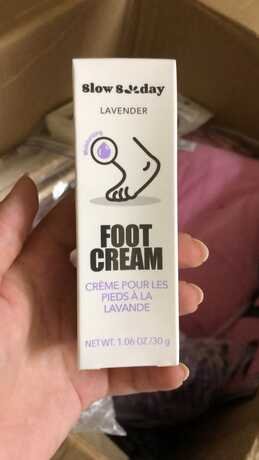 Slow Sunday
LAVENDER
FOOT
CREAM
CRÈME POUR LES
PIEDS À LA
LAVANDE
NET WT. 1.06 OZ/30 g